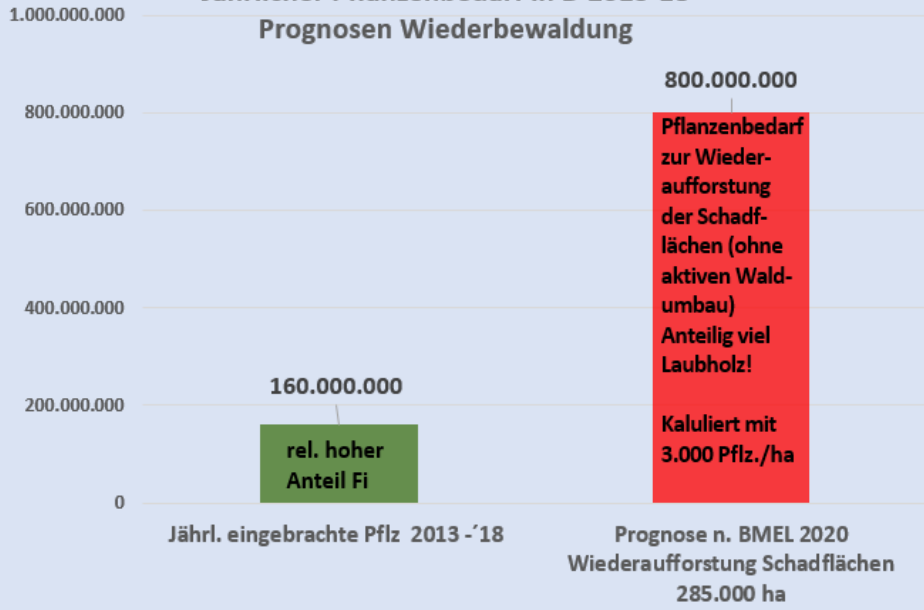 Prognosen Wiederbewaldung
1.000.000.000
800.000.000
600.000.000
400.000.000
200.000.000
0
160.000.000
rel. hoher
Anteil Fi
800.000.000
Pflanzenbedarf
zur Wieder-
aufforstung
der Schadf-
lächen (ohne
aktiven Wald-
umbau)
Anteilig viel
Laubholz!
Kaluliert mit
3.000 Pflz./ha
Jährl. eingebrachte Pflz 2013 -´18
Prognose n. BMEL 2020
Wiederaufforstung Schadflächen
285.000 ha